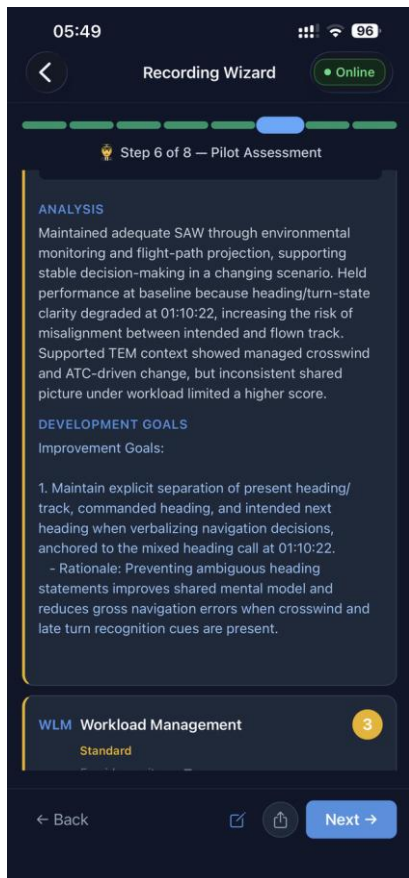 05:49
96
Recording Wizard
Online
Step 6 of 8 — Pilot Assessment
ANALYSIS
Maintained adequate SAW through environmental
monitoring and flight-path projection, supporting
stable decision-making in a changing scenario. Held
performance at baseline because heading/turn-state
clarity degraded at 01:10:22, increasing the risk of
misalignment between intended and flown track.
Supported TEM context showed managed crosswind
and ATC-driven change, but inconsistent shared
picture under workload limited a higher score.
DEVELOPMENT GOALS
Improvement Goals:
1. Maintain explicit separation of present heading/
track, commanded heading, and intended next
heading when verbalizing navigation decisions,
anchored to the mixed heading call at 01:10:22.
- Rationale: Preventing ambiguous heading
statements improves shared mental model and
reduces gross navigation errors when crosswind and
late turn recognition cues are present.
WLM Workload Management 3
Standard
← Back
Next →